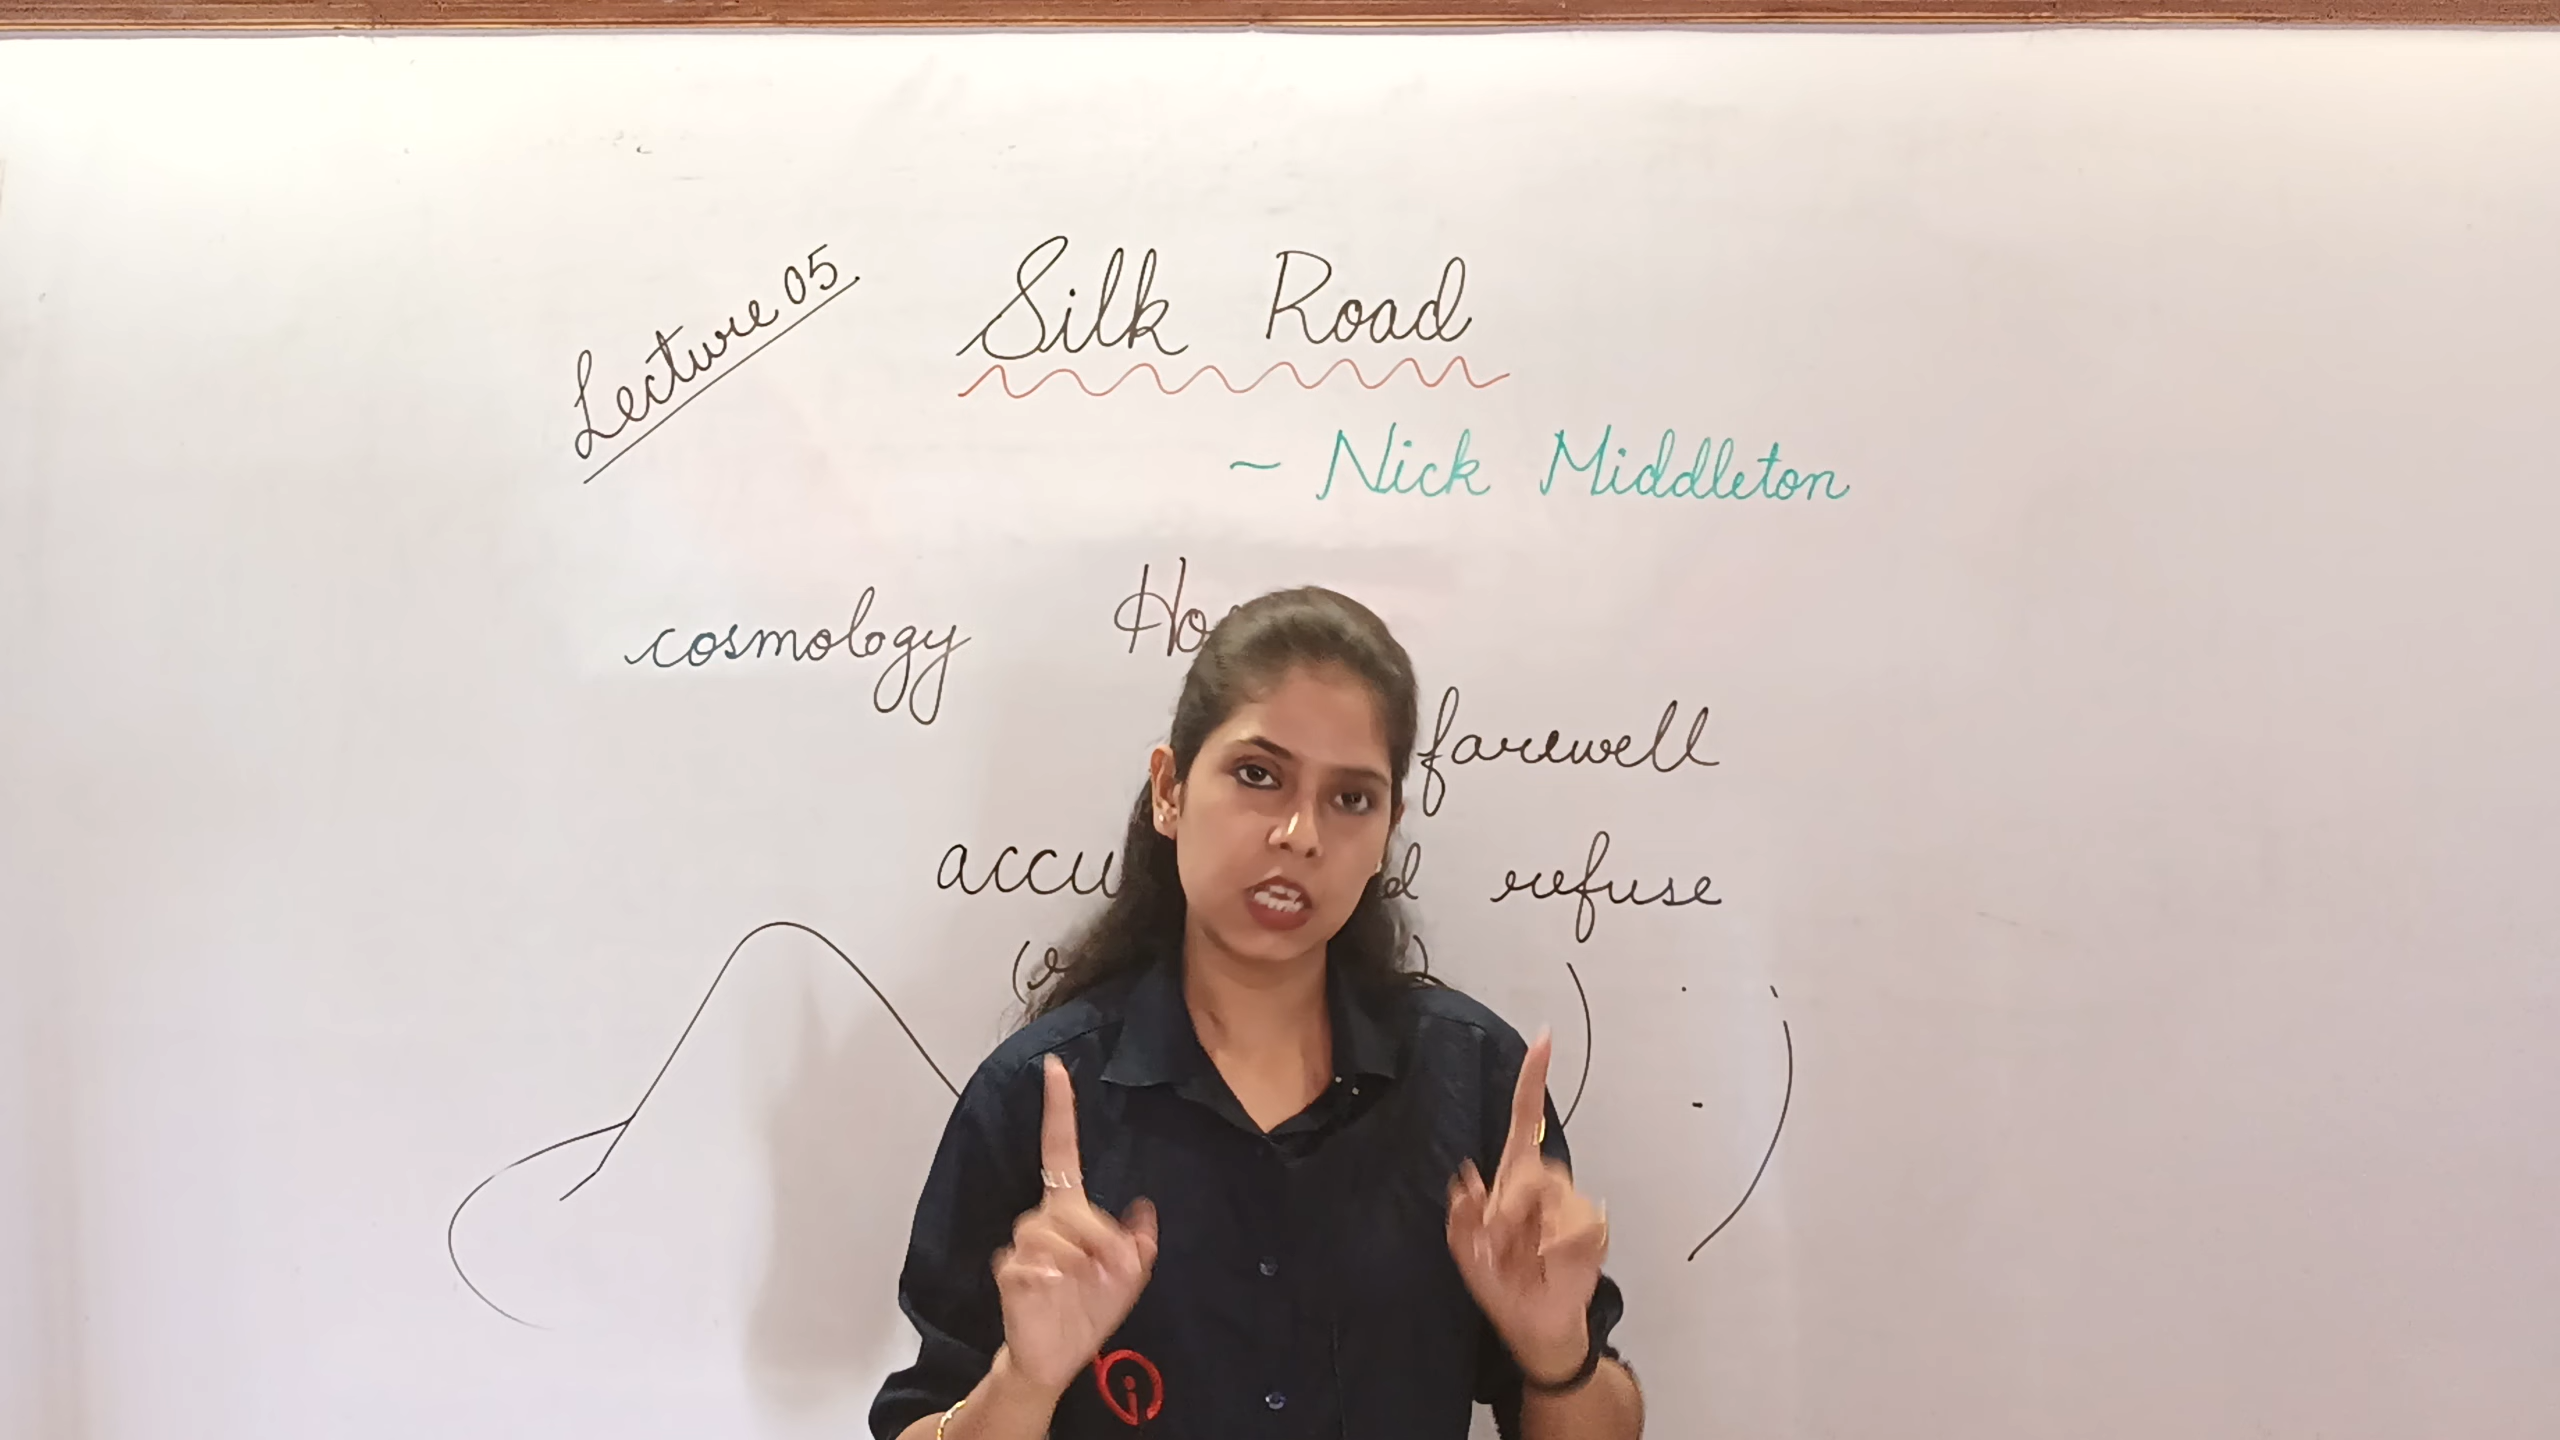 Lecture 05
Silk Road
~ Nick Middleton
cosmology
farewell
refuse